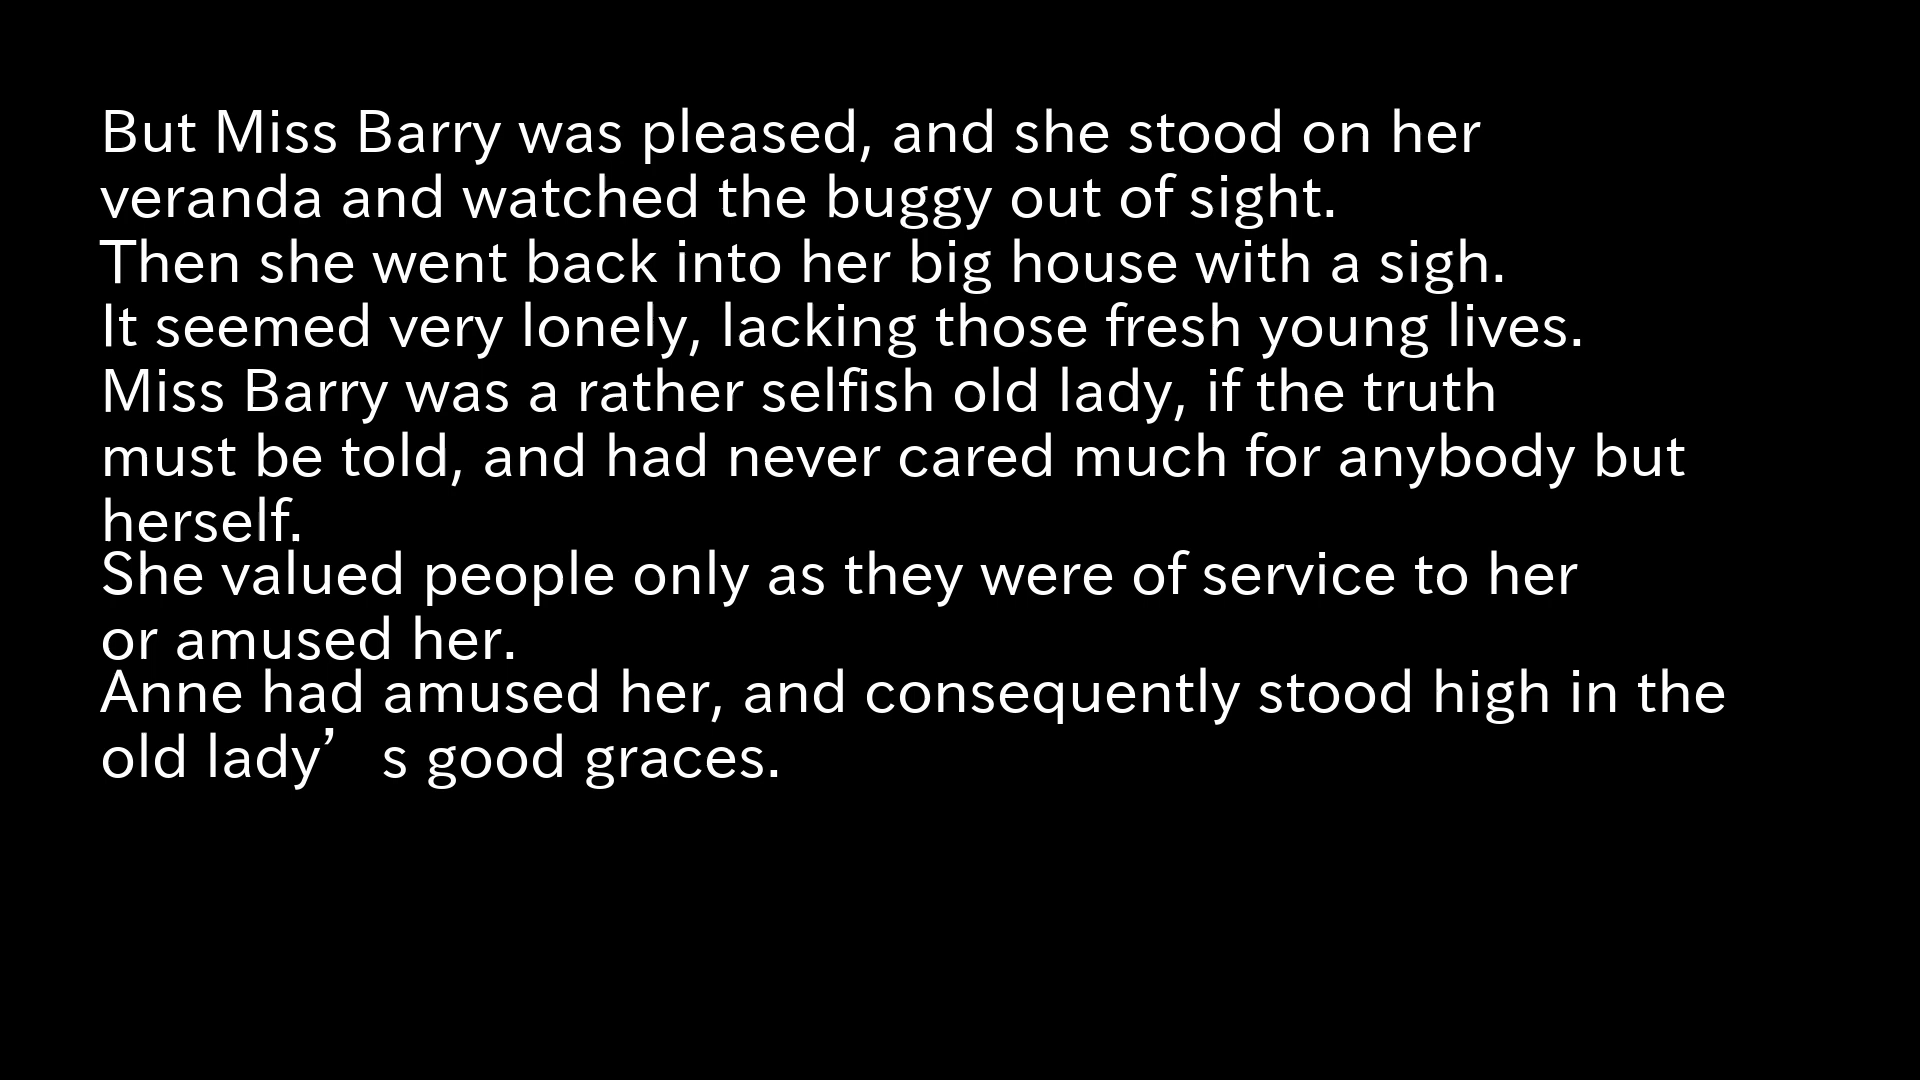 But Miss Barry was pleased, and she stood on her
veranda and watched the buggy out of sight.
Then she went back into her big house with a sigh.
It seemed very lonely, lacking those fresh young lives.
Miss Barry was a rather selfish old lady, if the truth
must be told, and had never cared much for anybody but
herself.
She valued people only as they were of service to her
or amused her.
Anne had amused her, and consequently stood high in the
old lady’s good graces.